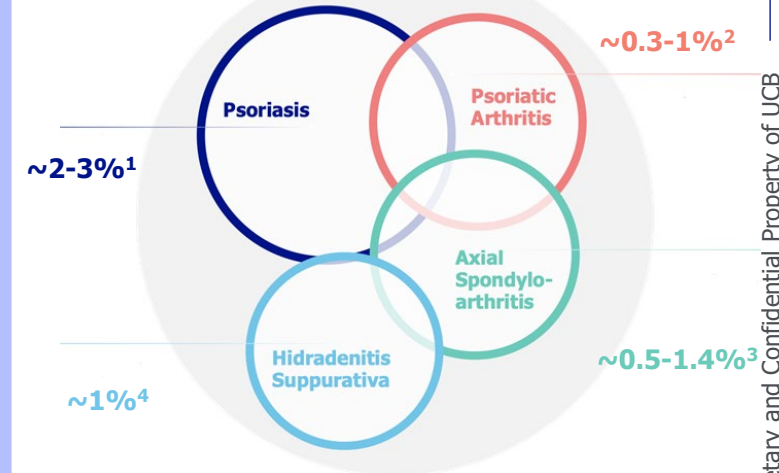 ~0.3-1%²
Psoriasis
Psoriatic
Arthritis
~2-3%¹
Axial
Spondylo-
arthritis
Hidradenitis
Suppurativa
~0.5-1.4%³
~1%⁴
and Confidential Property of UCB